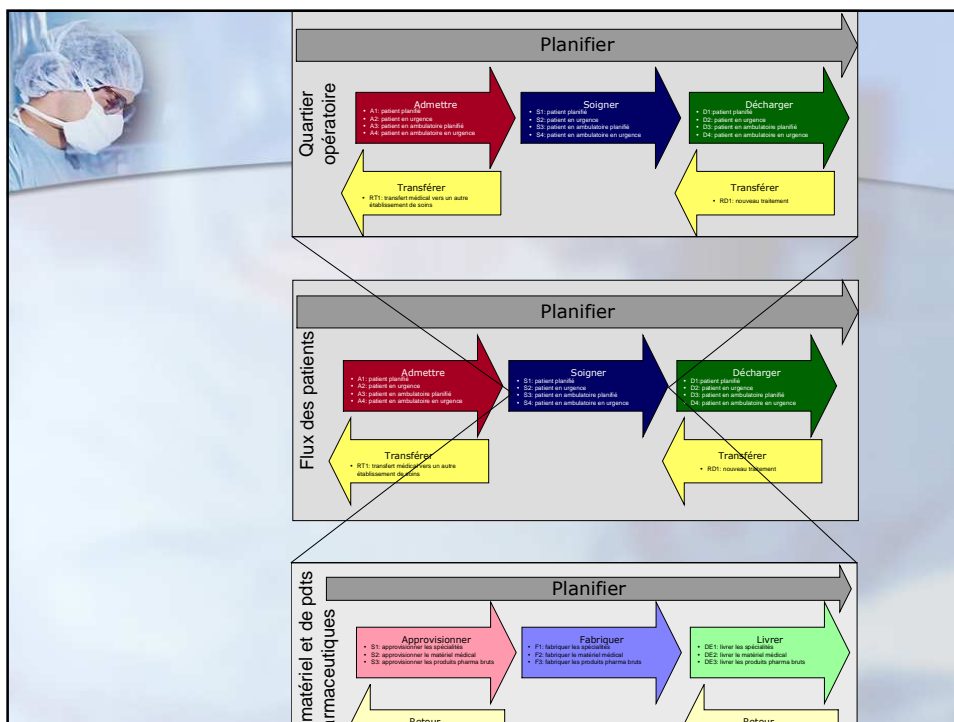 Planifier
Quartier
opératoire
Admettre
• A1: patient planifié
• A2: patient en urgence
• A3: patient en ambulatoire planifié
• A4: patient en ambulatoire en urgence
Soigner
• S1: patient planifié
• S2: patient en urgence
• S3: patient en ambulatoire planifié
• S4: patient en ambulatoire en urgence
Décharger
• D1:patient planifié
• D2: patient en urgence
• D3: patient en ambulatoire planifié
• D4: patient en ambulatoire en urgence
Transférer
• RT1: transfert médical vers un autre
établissement de soins
Transférer
• RD1: nouveau traitement
Planifier
Flux des patients
Admettre
• A1: patient planifié
• A2: patient en urgence
• A3: patient en ambulatoire planifié
• A4: patient en ambulatoire en urgence
Soigner
• S1: patient planifié
• S2: patient en urgence
• S3: patient en ambulatoire planifié
• S4: patient en ambulatoire en urgence
Décharger
• D1:patient planifié
• D2: patient en urgence
• D3: patient en ambulatoire planifié
• D4: patient en ambulatoire en urgence
Transférer
• RT1: transfert médical vers un autre
établissement de soins
Transférer
• RD1: nouveau traitement
Planifier
matériel et de pdts
rmaceutiques
Approvisionner
• S1: approvisionner les spécialités
• S2: approvisionner le matériel médical
• S3: approvisionner les produits pharma bruts
Fabriquer
• F1: fabriquer les spécialités
• F2: fabriquer le matériel médical
• F3: fabriquer les produits pharma bruts
Livrer
• DE1: livrer les spécialités
• DE2: livrer le matériel médical
• DE3: livrer les produits pharma bruts
Retour
Retour